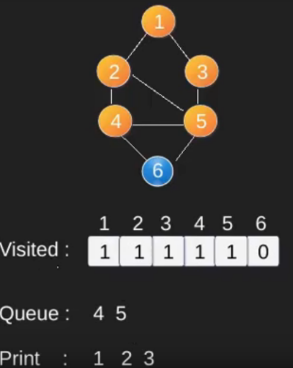 1
2 3
4 5
6
1 2 3 4 5 6
Visited : 1 1 1 1 1 0
Queue : 4 5
Print : 1 2 3